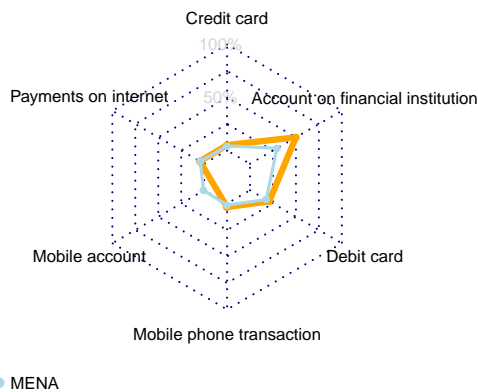 Credit card
100%
50%
Account on financial institution
Payments on internet
Mobile account
Debit card
Mobile phone transaction
MENA